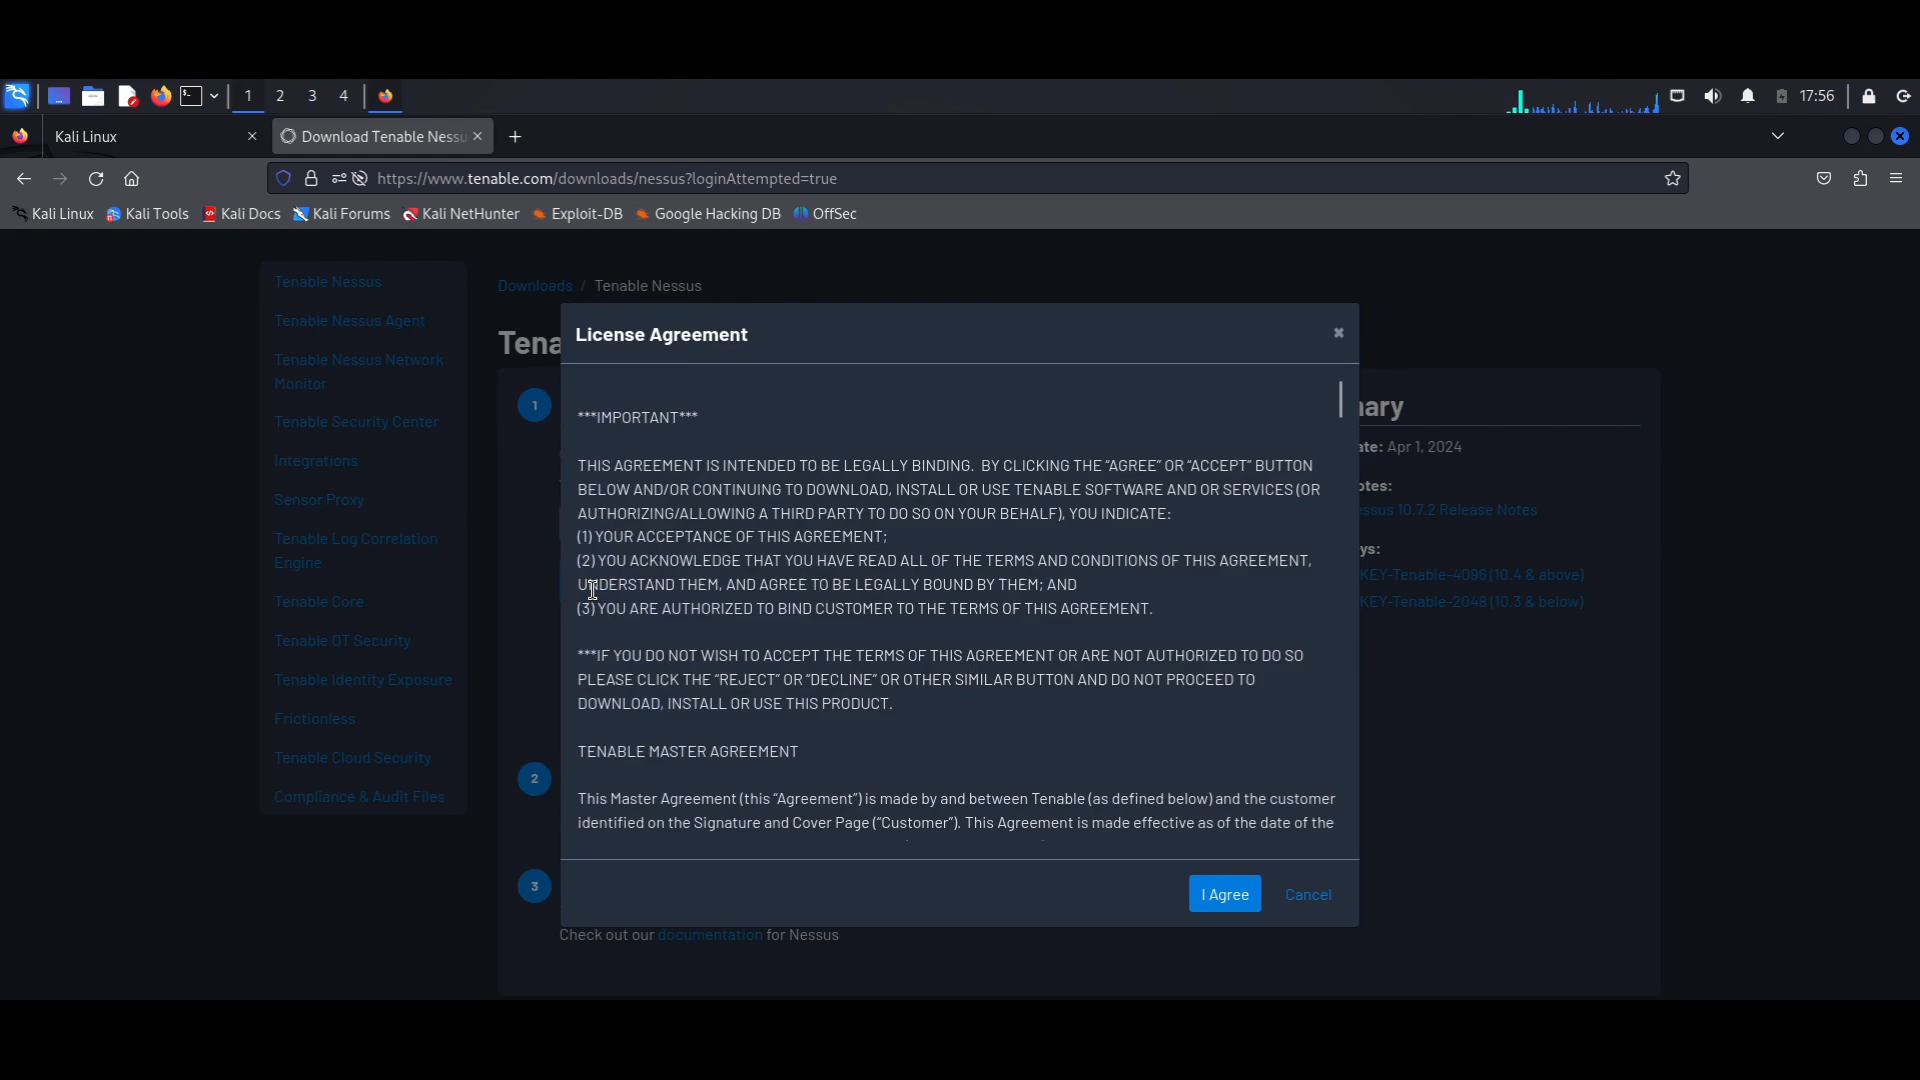 1 2 3 4 17:56
Kali Linux
Download Tenable Nessu
https://www.tenable.com/downloads/nessus?loginAttempted=true
Kali Linux Kali Tools Kali Docs Kali Forums Kali NetHunter Exploit-DB Google Hacking DB OffSec
Tenable Nessus
Tenable Nessus Agent
Tenable Nessus Network
Monitor
Tenable Security Center
Integrations
Sensor Proxy
Tenable Log Correlation
Engine
Tenable Core
Tenable OT Security
Tenable Identity Exposure
Frictionless
Tenable Cloud Security
Compliance & Audit Files
Downloads / Tenable Nessus
Tena
1
2
3
License Agreement
***IMPORTANT***
THIS AGREEMENT IS INTENDED TO BE LEGALLY BINDING. BY CLICKING THE “AGREE” OR “ACCEPT” BUTTON
BELOW AND/OR CONTINUING TO DOWNLOAD, INSTALL OR USE TENABLE SOFTWARE AND OR SERVICES (OR
AUTHORIZING/ALLOWING A THIRD PARTY TO DO SO ON YOUR BEHALF), YOU INDICATE:
(1) YOUR ACCEPTANCE OF THIS AGREEMENT;
(2) YOU ACKNOWLEDGE THAT YOU HAVE READ ALL OF THE TERMS AND CONDITIONS OF THIS AGREEMENT,
UNDERSTAND THEM, AND AGREE TO BE LEGALLY BOUND BY THEM; AND
(3) YOU ARE AUTHORIZED TO BIND CUSTOMER TO THE TERMS OF THIS AGREEMENT.
***IF YOU DO NOT WISH TO ACCEPT THE TERMS OF THIS AGREEMENT OR ARE NOT AUTHORIZED TO DO SO
PLEASE CLICK THE “REJECT” OR “DECLINE” OR OTHER SIMILAR BUTTON AND DO NOT PROCEED TO
DOWNLOAD, INSTALL OR USE THIS PRODUCT.
TENABLE MASTER AGREEMENT
This Master Agreement (this “Agreement”) is made by and between Tenable (as defined below) and the customer
identified on the Signature and Cover Page (“Customer”). This Agreement is made effective as of the date of the
I Agree Cancel
Check out our documentation for Nessus
nary
ate: Apr 1, 2024
otes:
essus 10.7.2 Release Notes
ys:
KEY-Tenable-4096 (10.4 & above)
KEY-Tenable-2048 (10.3 & below)